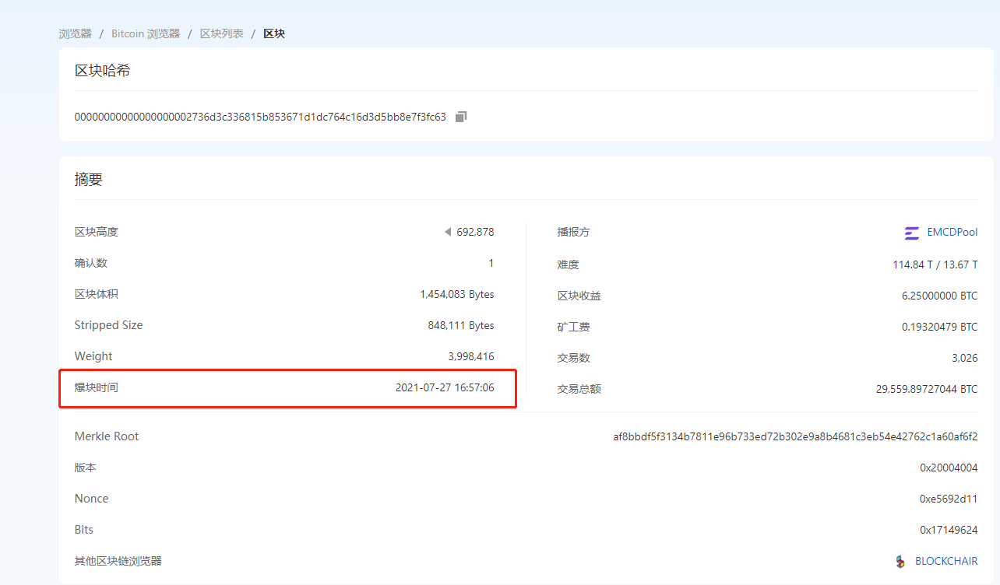 浏览器 / Bitcoin 浏览器 / 区块列表 / 区块
区块哈希
0000000000000000002736d3c336815b853671d1dc764c16d3d5bb8e7f3fc63
摘要
区块高度 692,878
确认数 1
区块体积 1,454,083 Bytes
Stripped Size 848,111 Bytes
Weight 3,998,416
爆块时间 2021-07-27 16:57:06
播报方 EMCDPool
难度 114.84 T / 13.67 T
区块收益 6.25000000 BTC
矿工费 0.19320479 BTC
交易数 3,026
交易总额 29,559.89727044 BTC
Merkle Root af8bbdf5f3134b7811e96b733ed72b302e9a8b4681c3eb54e42762c1a60af6f2
版本 0x20004004
Nonce 0xe5692d11
Bits 0x17149624
其他区块链浏览器 BLOCKCHAIR